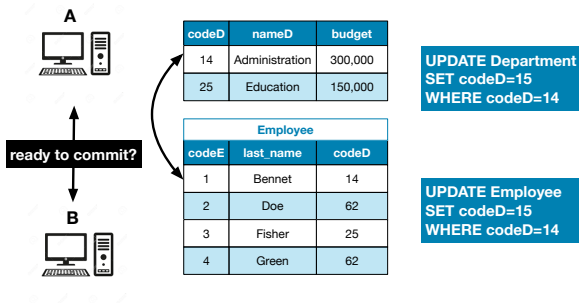 A
codeD nameD budget
14 Administration 300,000
25 Education 150,000
UPDATE Department
SET codeD=15
WHERE codeD=14
ready to commit?
Employee
codeE last_name codeD
1 Bennet 14
2 Doe 62
3 Fisher 25
4 Green 62
UPDATE Employee
SET codeD=15
WHERE codeD=14
B